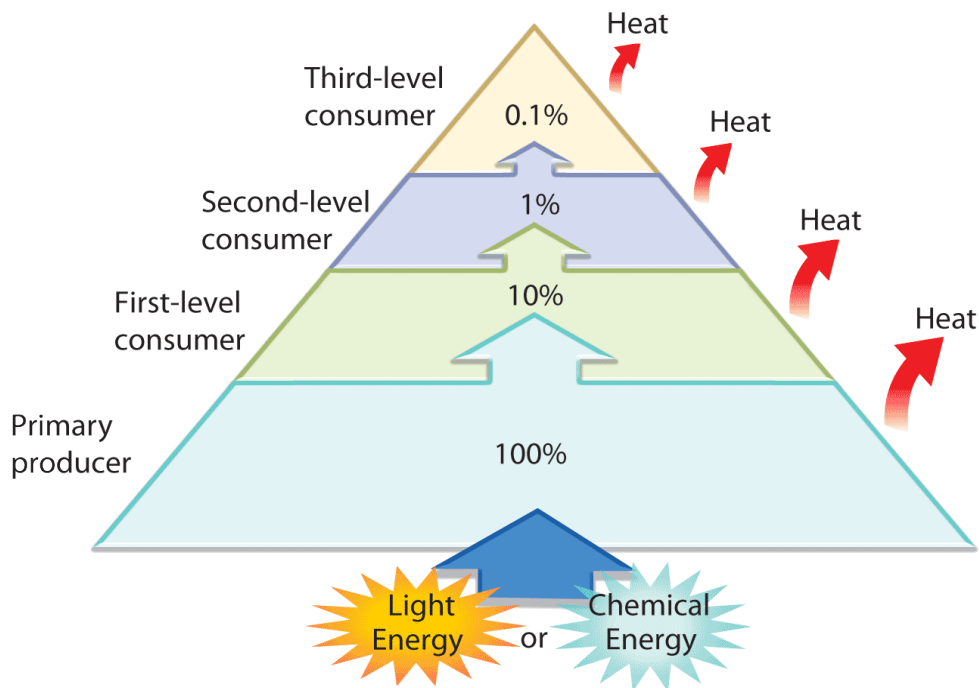 Heat
Third-level
consumer
0.1%
Heat
Second-level
consumer
1%
Heat
First-level
consumer
10%
Heat
Primary
producer
100%
Light
Energy
or
Chemical
Energy